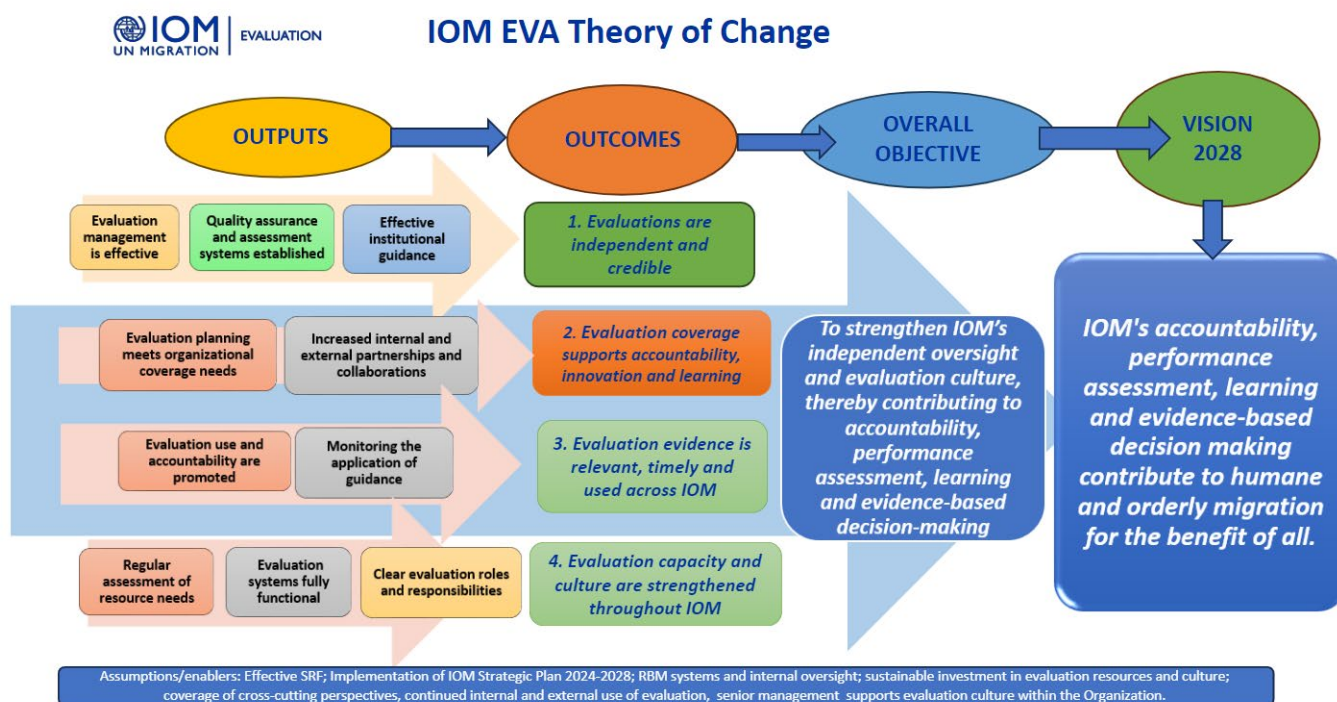 IOM
UN MIGRATION
EVALUATION
IOM EVA Theory of Change
OUTPUTS
OUTCOMES
OVERALL
OBJECTIVE
VISION
2028
Evaluation
management
is effective
Quality assurance
and assessment
systems established
Effective
institutional
guidance
1. Evaluations are
independent and
credible
Evaluation planning
meets organizational
coverage needs
Increased internal and
external partnerships and
collaborations
2. Evaluation coverage
supports accountability,
innovation and learning
Evaluation use and
accountability are
promoted
Monitoring the
application of
guidance
3. Evaluation evidence is
relevant, timely and
used across IOM
Regular
assessment of
resource needs
Evaluation
systems fully
functional
Clear evaluation roles
and responsibilities
4. Evaluation capacity and
culture are strengthened
throughout IOM
To strengthen IOM’s
independent oversight
and evaluation culture,
thereby contributing to
accountability,
performance
assessment, learning
and evidence-based
decision-making
IOM's accountability,
performance
assessment, learning
and evidence-based
decision making
contribute to humane
and orderly migration
for the benefit of all.
Assumptions/enablers: Effective SRF; Implementation of IOM Strategic Plan 2024-2028; RBM systems and internal oversight; sustainable investment in evaluation resources and culture;
coverage of cross-cutting perspectives, continued internal and external use of evaluation, senior management supports evaluation culture within the Organization.